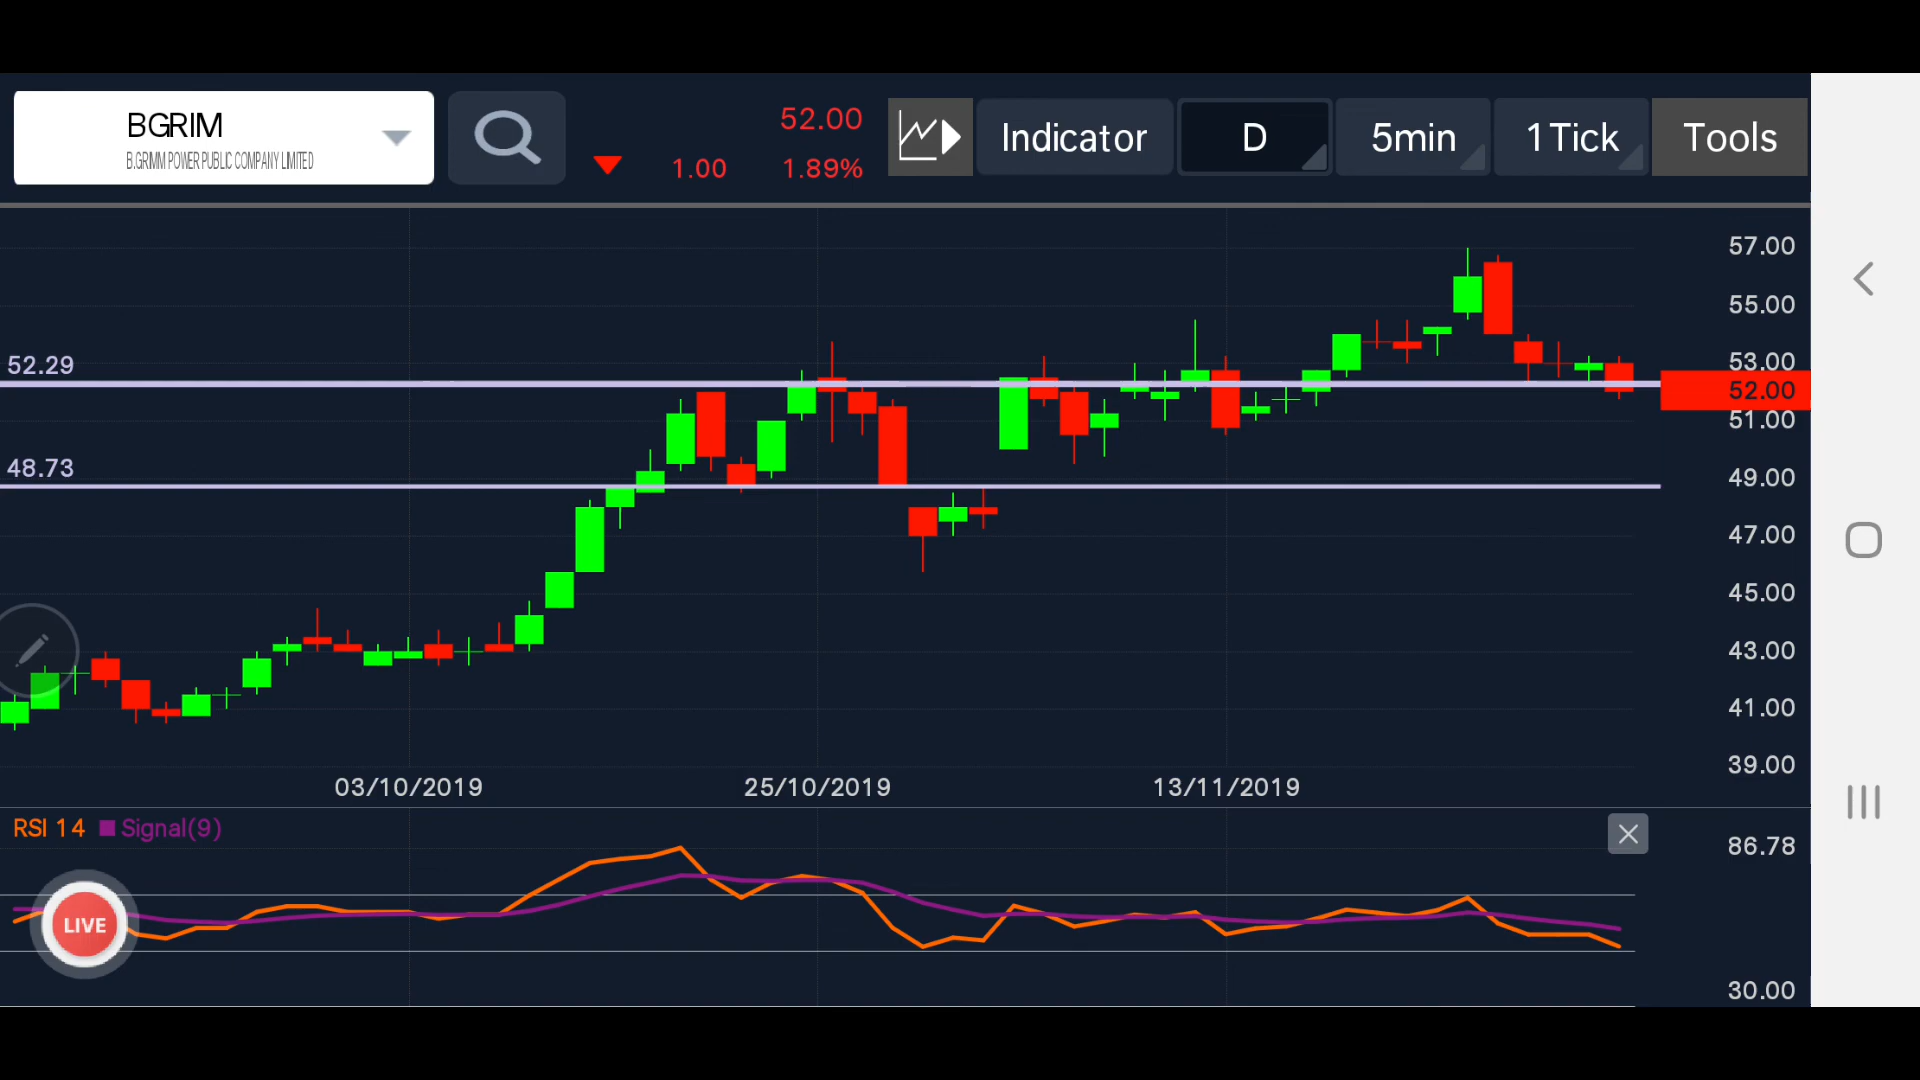 BGRIM
B.GRIMM POWER PUBLIC COMPANY LIMITED
52.00
1.00 1.89%
Indicator
D
5min
1Tick
Tools
57.00
55.00
53.00
52.00
51.00
49.00
47.00
45.00
43.00
41.00
39.00
52.29
48.73
03/10/2019
25/10/2019
13/11/2019
RSI 14 Signal(9)
86.78
30.00
LIVE